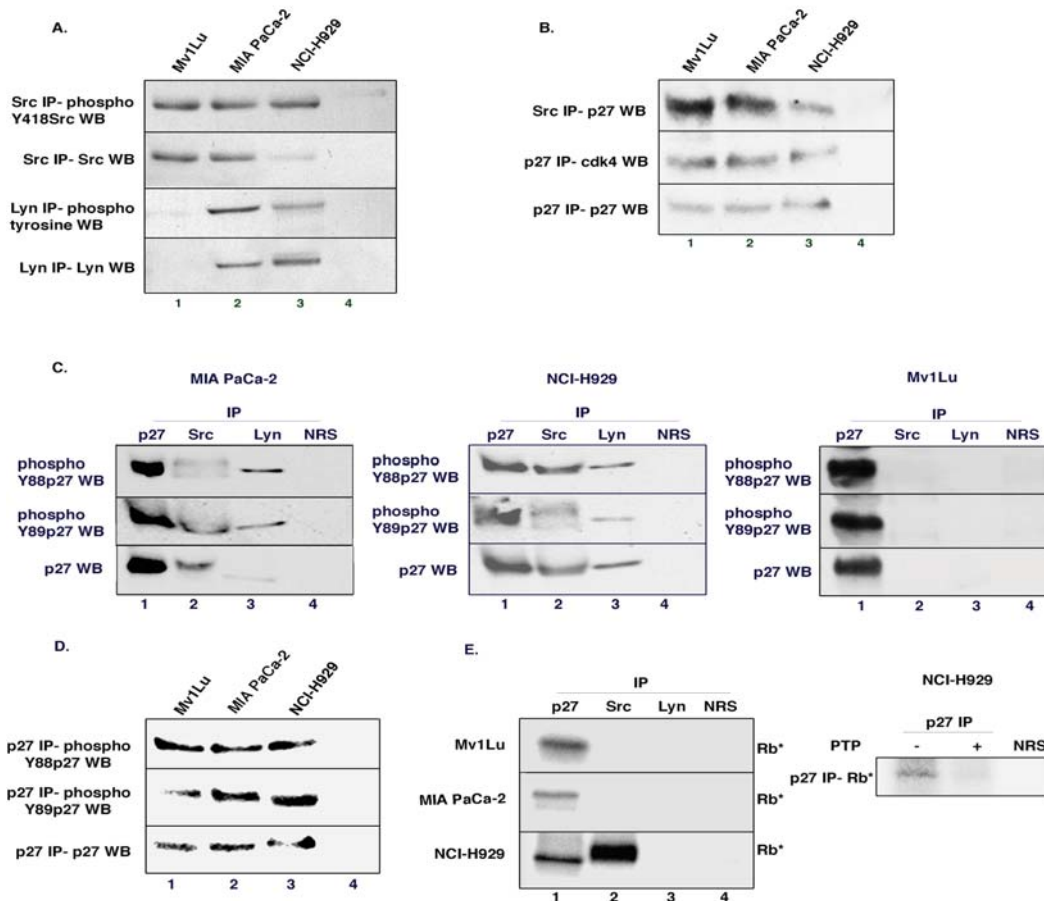 A.
Mv1Lu
MIA PaCa-2
NCI-H929
Src IP- phospho
Y418Src WB
Src IP- Src WB
Lyn IP- phospho
tyrosine WB
Lyn IP- Lyn WB
1 2 3 4
B.
Mv1Lu
MIA PaCa-2
NCI-H929
Src IP- p27 WB
p27 IP- cdk4 WB
p27 IP- p27 WB
1 2 3 4
C.
MIA PaCa-2
IP
p27 Src Lyn NRS
phospho
Y88p27 WB
phospho
Y89p27 WB
p27 WB
1 2 3 4
NCI-H929
IP
p27 Src Lyn NRS
phospho
Y88p27 WB
phospho
Y89p27 WB
p27 WB
1 2 3 4
Mv1Lu
IP
p27 Src Lyn NRS
phospho
Y88p27 WB
phospho
Y89p27 WB
p27 WB
1 2 3 4
D.
Mv1Lu
MIA PaCa-2
NCI-H929
p27 IP- phospho
Y88p27 WB
p27 IP- phospho
Y89p27 WB
p27 IP- p27 WB
1 2 3 4
E.
IP
p27 Src Lyn NRS
Mv1Lu Rb*
MIA PaCa-2 Rb*
NCI-H929 Rb*
1 2 3 4
NCI-H929
p27 IP
PTP - + NRS
p27 IP- Rb*